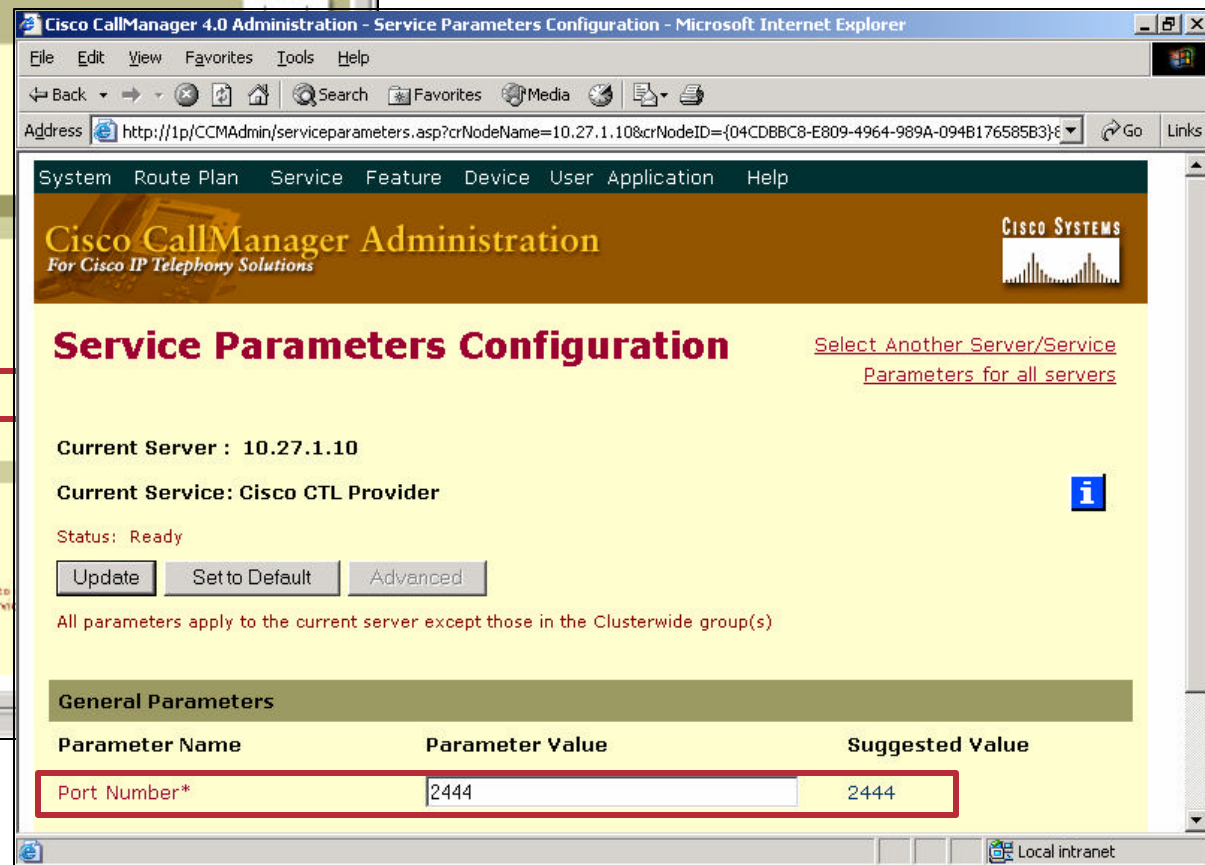 Cisco CallManager 4.0 Administration - Service Parameters Configuration - Microsoft Internet Explorer
File Edit View Favorites Tools Help
Back Search Favorites Media
Address http://1p/CCMAdmin/serviceparameters.asp?crNodeName=10.27.1.10&crNodeID={04CDBBC8-E809-4964-989A-094B176585B3}& Go Links
System Route Plan Service Feature Device User Application Help
Cisco CallManager Administration
For Cisco IP Telephony Solutions
CISCO SYSTEMS
Service Parameters Configuration
Select Another Server/Service
Parameters for all servers
Current Server : 10.27.1.10
Current Service: Cisco CTL Provider
i
Status: Ready
Update Set to Default Advanced
All parameters apply to the current server except those in the Clusterwide group(s)
General Parameters
Parameter Name Parameter Value Suggested Value
Port Number* 2444 2444
Local intranet